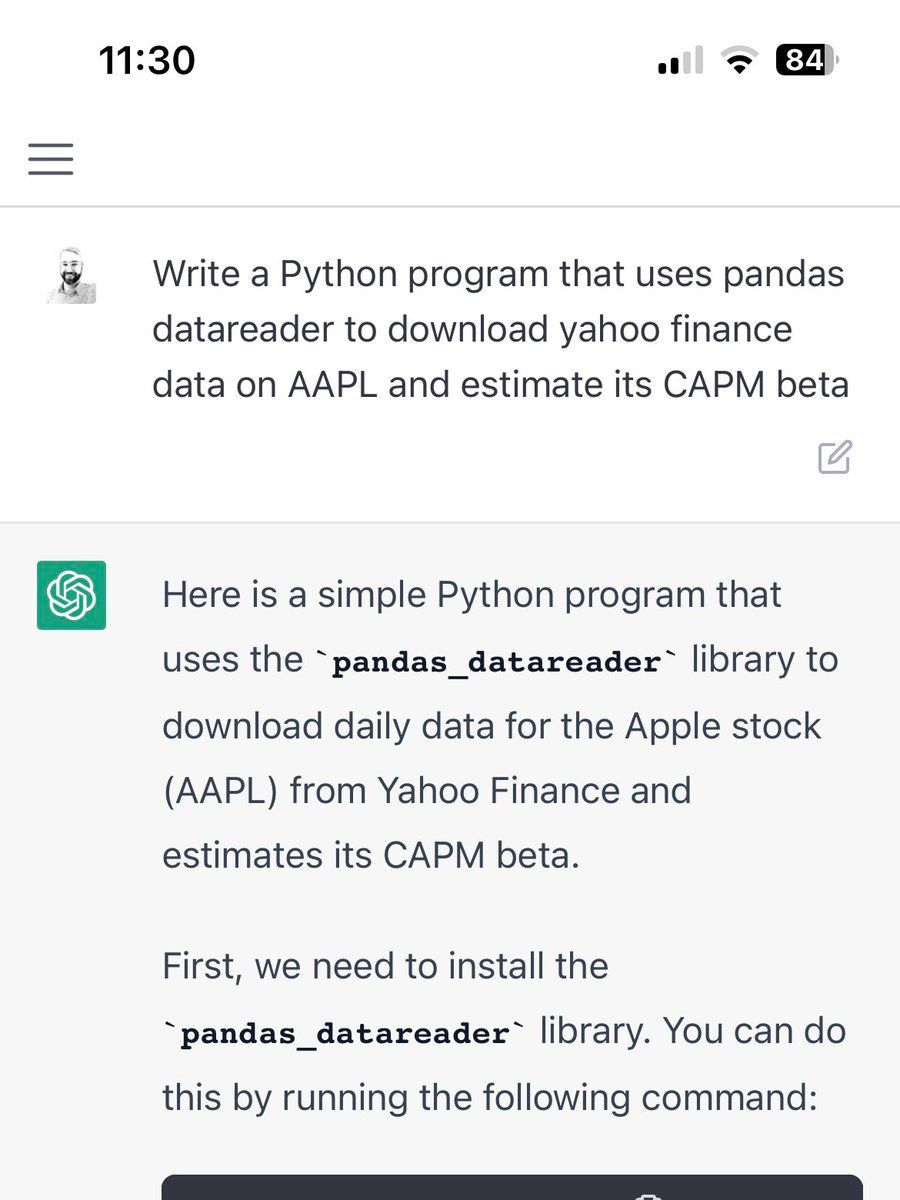 11:30
84
Write a Python program that uses pandas
datareader to download yahoo finance
data on AAPL and estimate its CAPM beta
Here is a simple Python program that
uses the `pandas_datareader` library to
download daily data for the Apple stock
(AAPL) from Yahoo Finance and
estimates its CAPM beta.
First, we need to install the
`pandas_datareader` library. You can do
this by running the following command: